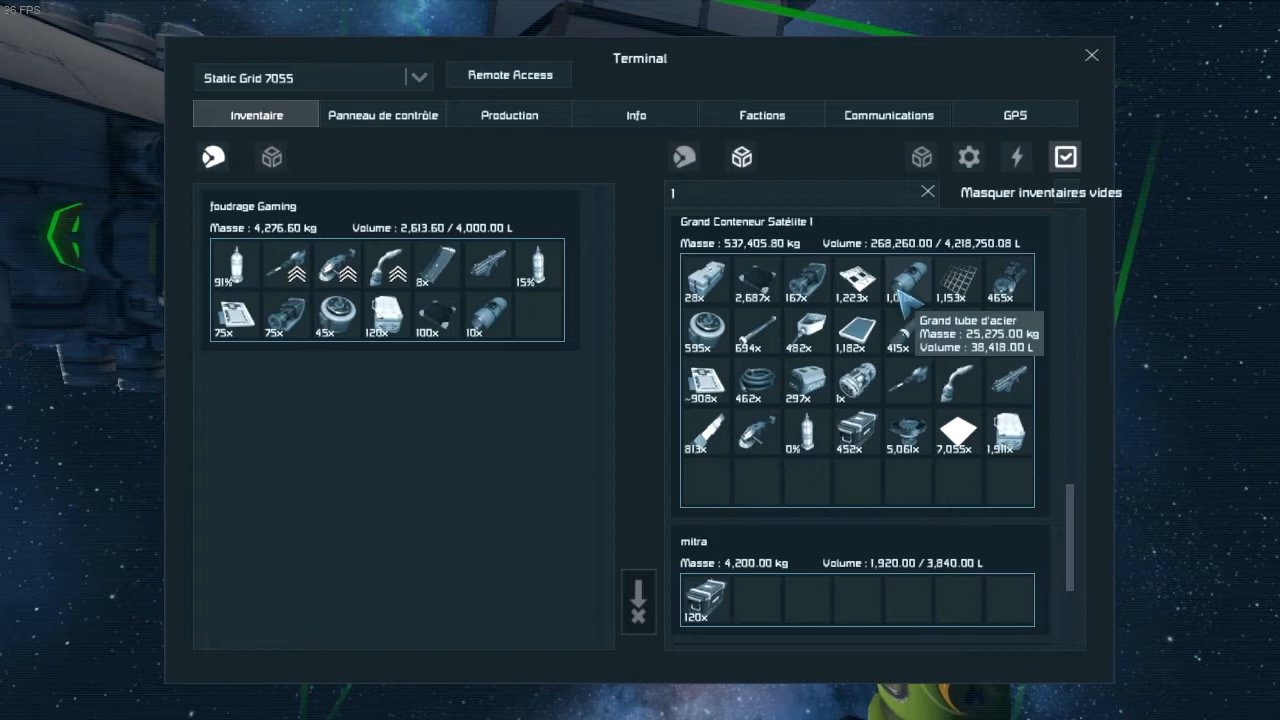 96 FPS
Terminal
Static Grid 7055
Remote Access
Inventaire
Panneau de contrôle
Production
Info
Factions
Communications
GPS
1
Masquer inventaires vides
foudrage Gaming
Masse : 4,276.60 kg
Volume : 2,613.60 / 4,000.00 L
91%
8x
15%
75x
75x
45x
120x
100x
10x
Grand Conteneur Satélite 1
Masse : 537,405.80 kg
Volume : 268,260.00 / 4,218,750.08 L
28x
2,687x
167x
1,223x
1,153x
465x
Grand tube d'acier
Masse : 25,275.00 kg
Volume : 38,418.00 L
595x
694x
482x
1,182x
415x
~908x
462x
297x
1x
813x
0%
452x
5,061x
7,055x
1,911x
mitra
Masse : 4,200.00 kg
Volume : 1,920.00 / 3,840.00 L
120x